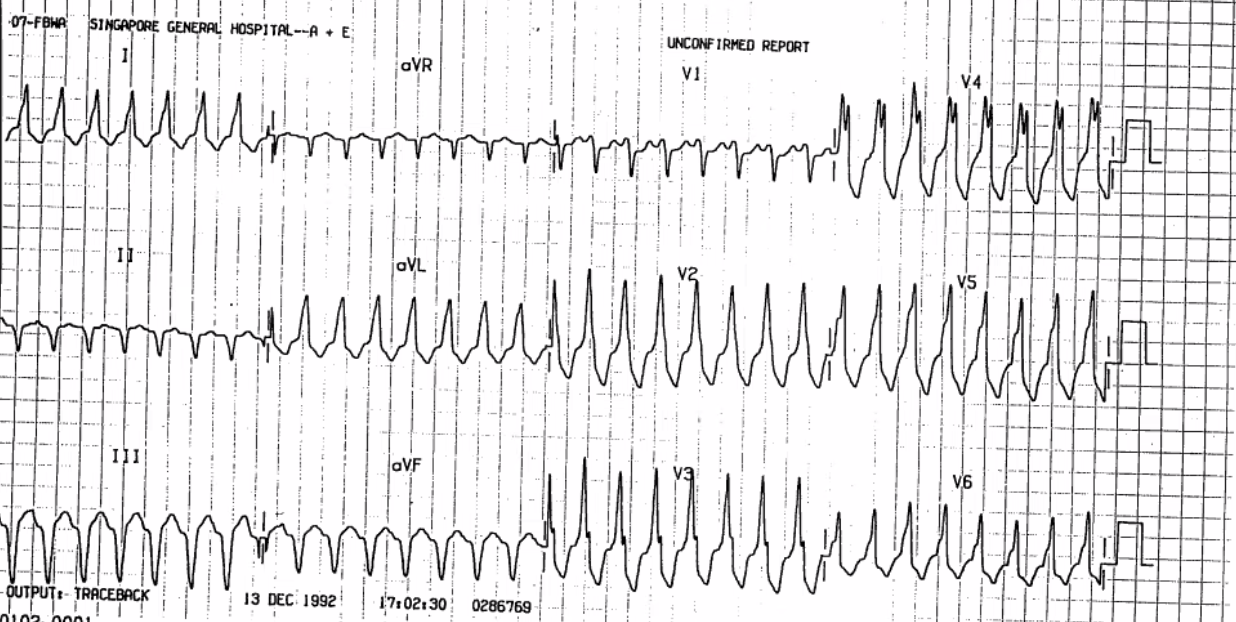 07-FBWA SINGAPORE GENERAL HOSPITAL--A + E
UNCONFIRMED REPORT
I aVR V1 V4
II aVL V2 V5
III aVF V3 V6
OUTPUT: TRACEBACK
13 DEC 1992 17:02:30 0286769